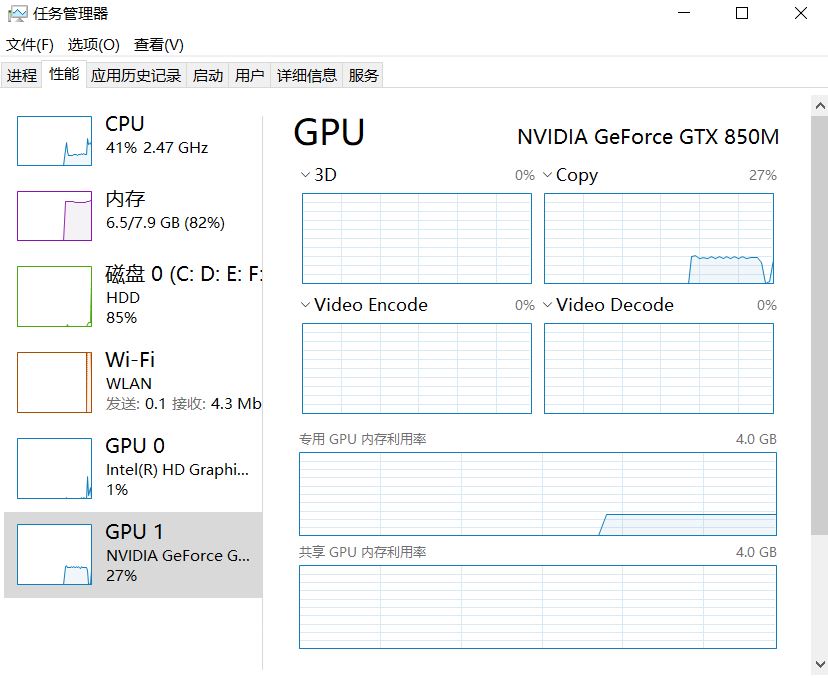 任务管理器
文件(F) 选项(O) 查看(V)
进程 性能 应用历史记录 启动 用户 详细信息 服务
CPU
41% 2.47 GHz
内存
6.5/7.9 GB (82%)
磁盘 0 (C: D: E: F:
HDD
85%
Wi-Fi
WLAN
发送: 0.1 接收: 4.3 Mb
GPU 0
Intel(R) HD Graphi...
1%
GPU 1
NVIDIA GeForce G...
27%
GPU NVIDIA GeForce GTX 850M
3D 0% Copy 27%
Video Encode 0% Video Decode 0%
专用 GPU 内存利用率 4.0 GB
共享 GPU 内存利用率 4.0 GB